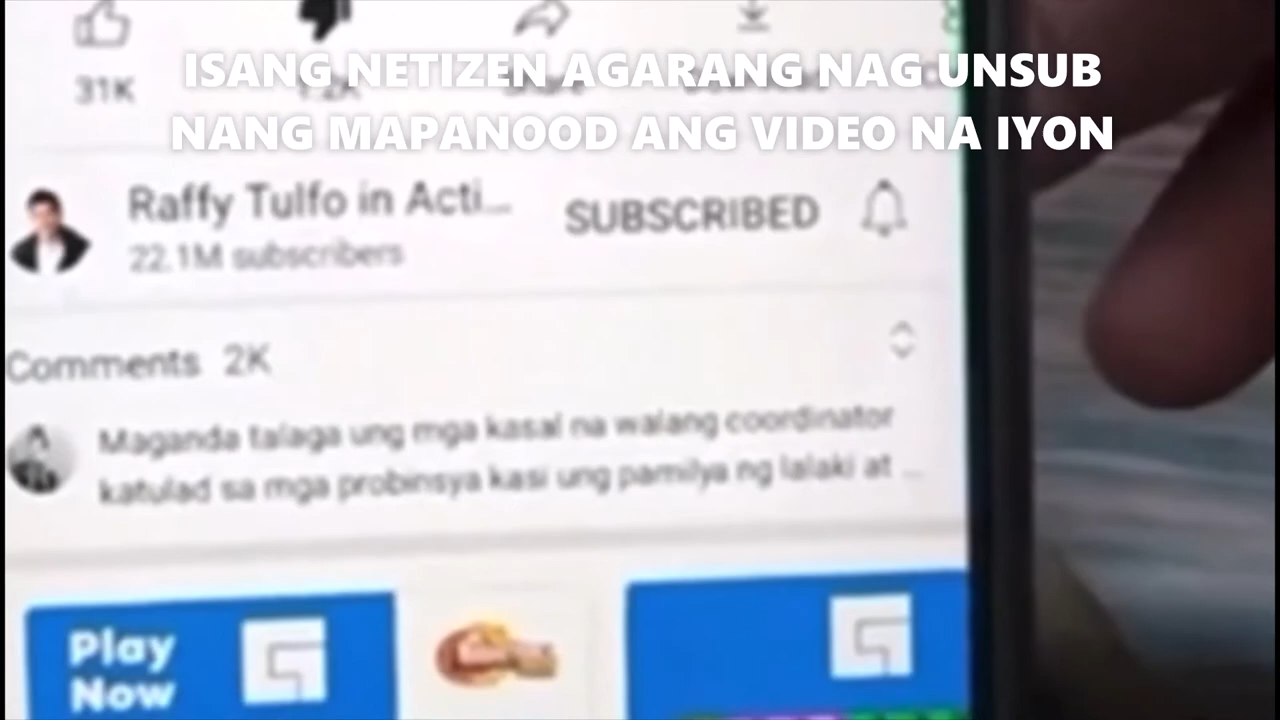 31K
ISANG NETIZEN AGARANG NAG UNSUB
NANG MAPANOOD ANG VIDEO NA IYON
Raffy Tulfo in Acti...
22.1M subscribers
SUBSCRIBED
Comments 2K
Maganda talaga ung mga kasal na walang coordinator
katulad sa mga probinsya kasi ung pamilya ng lalaki at ...
Play
Now